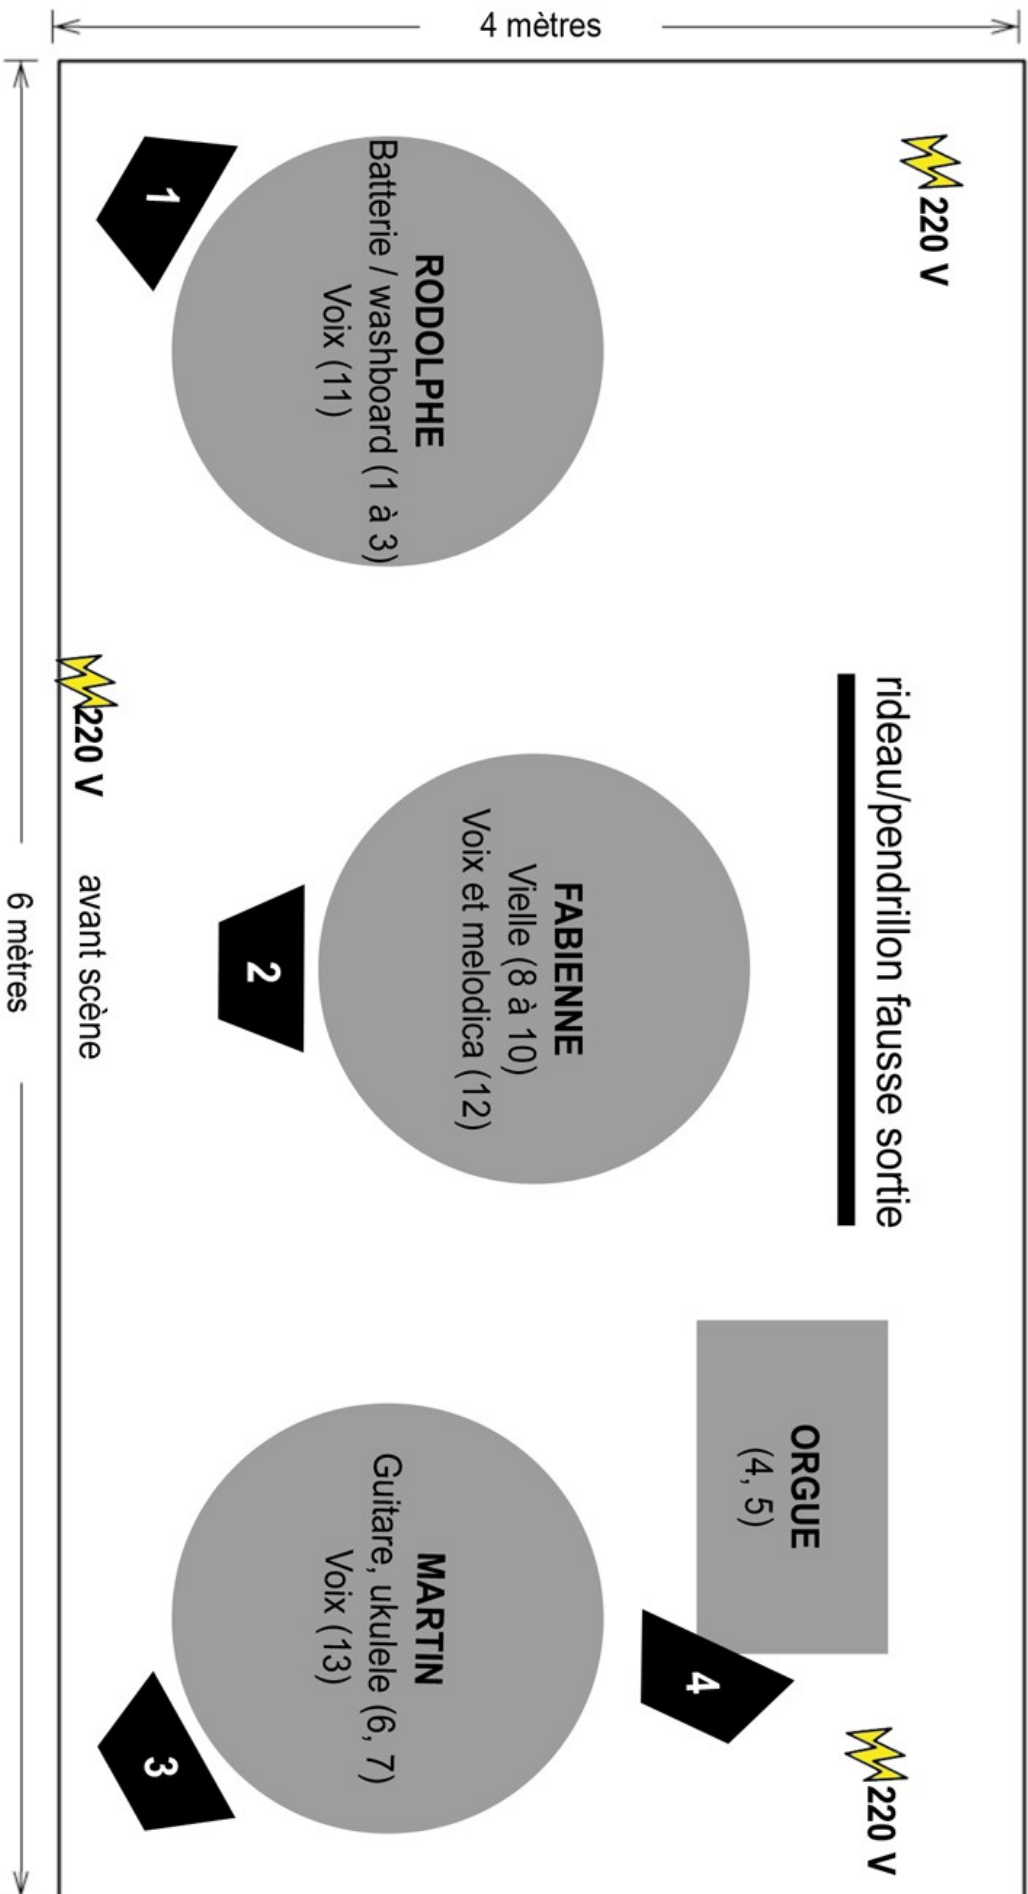 4 mètres
220 V
220 V
rideau/pendrillon fausse sortie
ORGUE
(4, 5)
4
RODOLPHE
Batterie / washboard (1 à 3)
Voix (11)
FABIENNE
Vielle (8 à 10)
Voix et melodica (12)
MARTIN
Guitare, ukulele (6, 7)
Voix (13)
1
2
3
220 V
avant scène
6 mètres